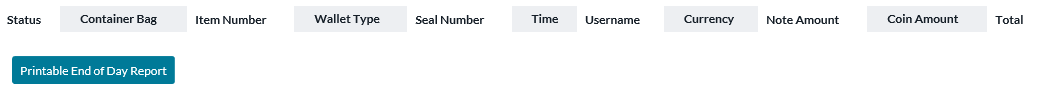 Status Container Bag Item Number Wallet Type Seal Number Time Username Currency Note Amount Coin Amount Total
Printable End of Day Report